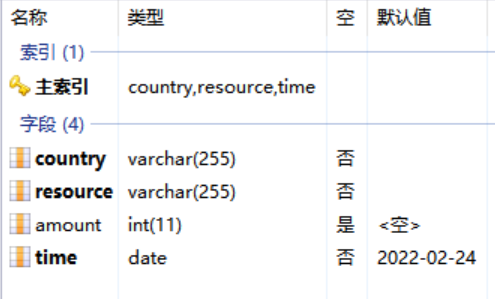 名称 类型 空 默认值
索引 (1)
主索引 country,resource,time
字段 (4)
country varchar(255) 否
resource varchar(255) 否
amount int(11) 是 <空>
time date 否 2022-02-24